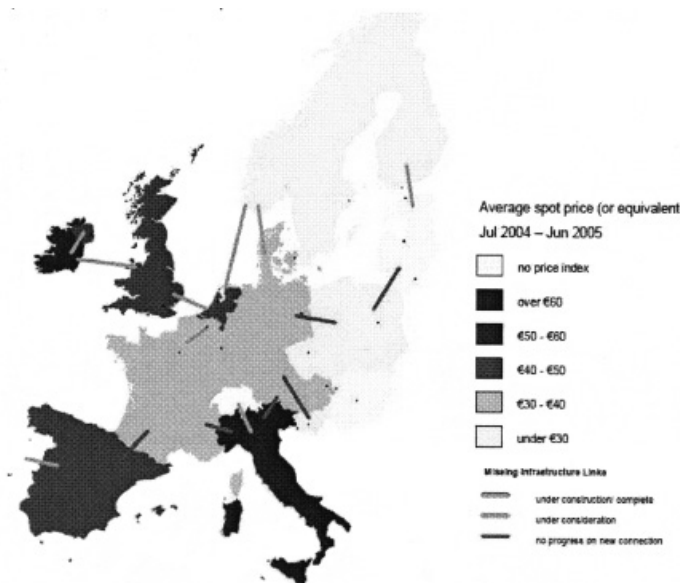 Average spot price (or equivalent
Jul 2004 – Jun 2005
no price index
over €60
€50 - €60
€40 - €50
€30 - €40
under €30
Missing Infrastructure Links
under construction/ complete
under consideration
no progress on new connection